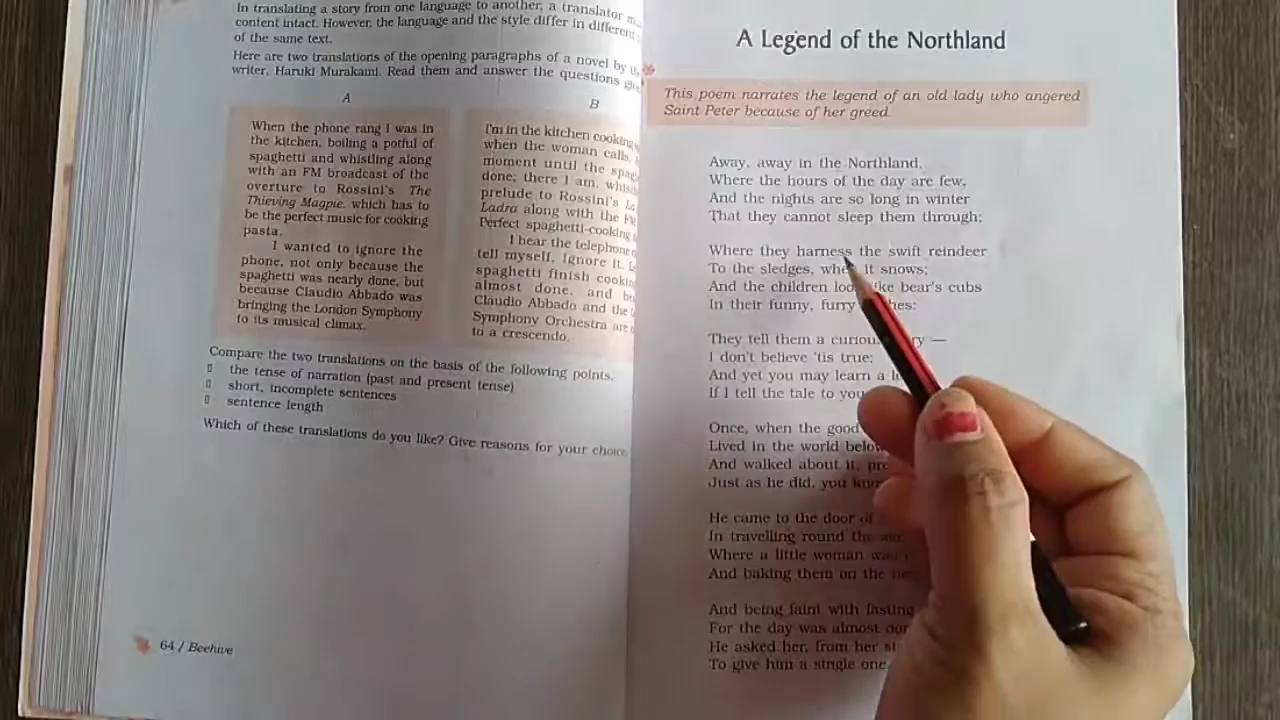 In translating a story from one language to another, a translator
content intact. However, the language and the style differ in different
of the same text.
Here are two translations of the opening paragraphs of a novel by
writer, Haruki Murakami. Read them and answer the questions
A
When the phone rang I was in
the kitchen, boiling a potful of
spaghetti and whistling along
with an FM broadcast of the
overture to Rossini's The
Thieving Magpie, which has to
be the perfect music for cooking
pasta.
I wanted to ignore the
phone, not only because the
spaghetti was nearly done, but
because Claudio Abbado was
bringing the London Symphony
to its musical climax.
B
I'm in the kitchen cooking
when the woman calls.
moment until the
done; there I am,
prelude to Rossini's
Ladra along with the
Perfect spaghetti-cooking
I hear the telephone
tell myself, Ignore it.
spaghetti finish
almost done, and
Claudio Abbado and the
Symphony Orchestra are
to a crescendo.
Compare the two translations on the basis of the following points.
the tense of narration (past and present tense)
short, incomplete sentences
sentence length
Which of these translations do you like? Give reasons for your choice.
64 / Beehive
A Legend of the Northland
This poem narrates the legend of an old lady who angered
Saint Peter because of her greed.
Away, away in the Northland,
Where the hours of the day are few,
And the nights are so long in winter
That they cannot sleep them through;
Where they harness the swift reindeer
To the sledges, when it snows;
And the children look like bear's cubs
In their funny, furry
They tell them a curious —
I don't believe 'tis true;
And yet you may learn a
If I tell the tale to you
Once, when the good
Lived in the world below
And walked about it,
Just as he did, you know
He came to the door of
In travelling round the
Where a little woman was
And baking them on the
And being faint with fasting
For the day was almost
He asked her, from her
To give him a single one